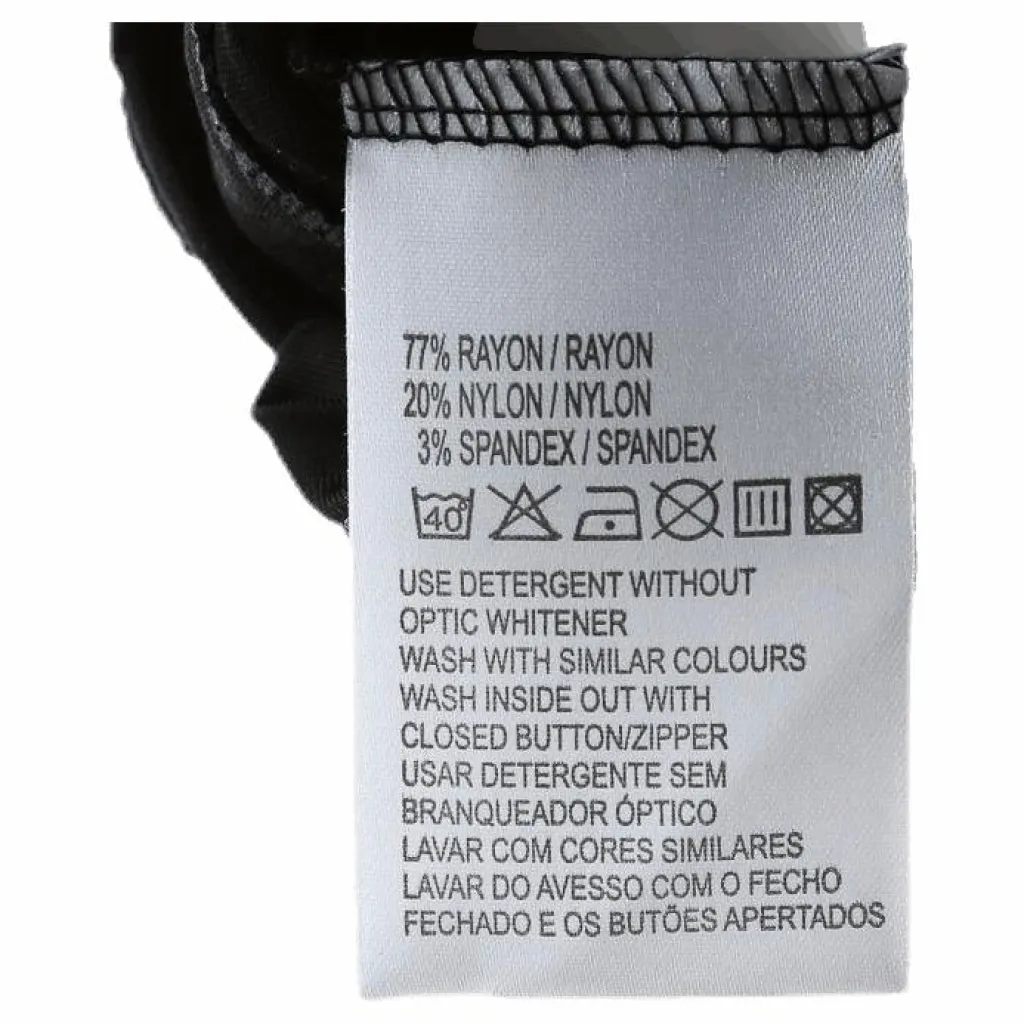 77% RAYON / RAYON
20% NYLON / NYLON
3% SPANDEX / SPANDEX
40°
USE DETERGENT WITHOUT
OPTIC WHITENER
WASH WITH SIMILAR COLOURS
WASH INSIDE OUT WITH
CLOSED BUTTON/ZIPPER
USAR DETERGENTE SEM
BRANQUEADOR ÓPTICO
LAVAR COM CORES SIMILARES
LAVAR DO AVESSO COM O FECHO
FECHADO E OS BUTÕES APERTADOS